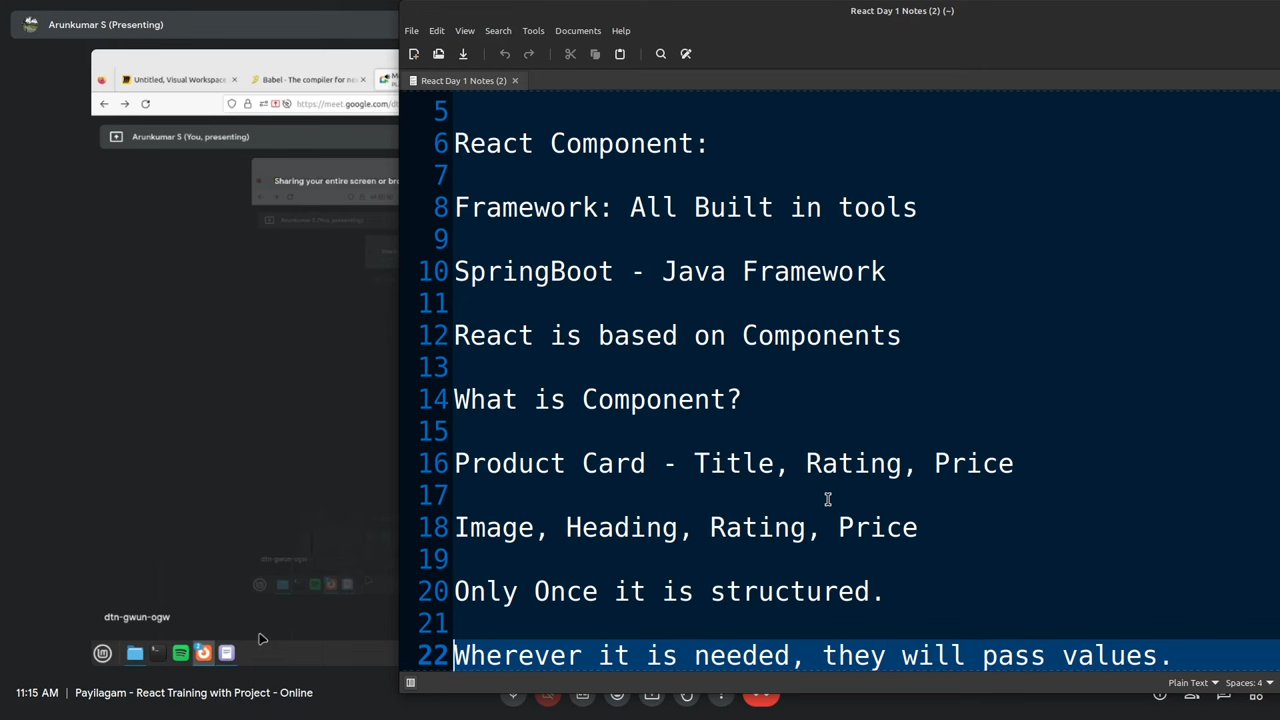 Arunkumar S (Presenting)
React Day 1 Notes (2) (~)
File Edit View Search Tools Documents Help
Untitled, Visual Workspace
Babel - The compiler for ne
React Day 1 Notes (2)
https://meet.google.com/dt
Arunkumar S (You, presenting)
Sharing your entire screen or bro
5
6 React Component:
7
8 Framework: All Built in tools
9
10 SpringBoot - Java Framework
11
12 React is based on Components
13
14 What is Component?
15
16 Product Card - Title, Rating, Price
17
18 Image, Heading, Rating, Price
19
20 Only Once it is structured.
21
22 Wherever it is needed, they will pass values.
dtn-gwun-ogw
dtn-gwun-ogw
Plain Text Spaces: 4
11:15 AM | Payilagam - React Training with Project - Online